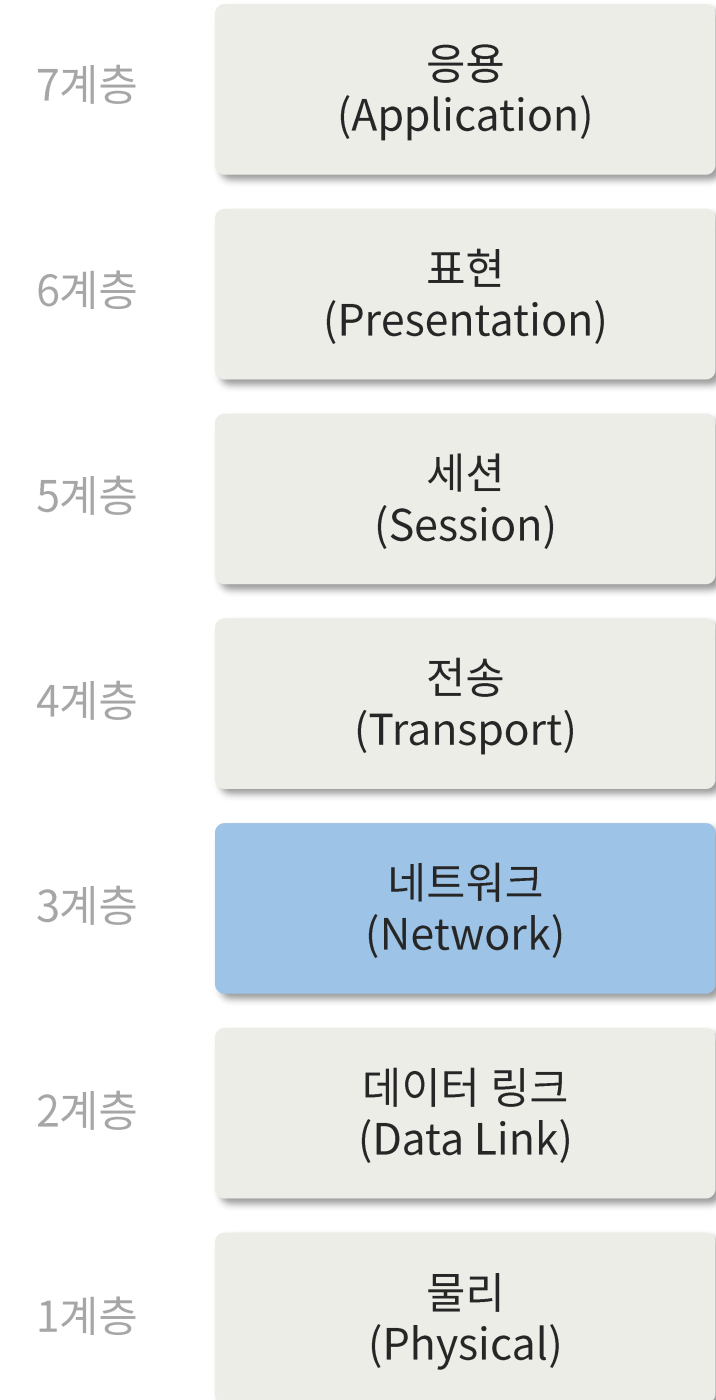 7계층
응용
(Application)
6계층
표현
(Presentation)
5계층
세션
(Session)
4계층
전송
(Transport)
3계층
네트워크
(Network)
2계층
데이터 링크
(Data Link)
1계층
물리
(Physical)